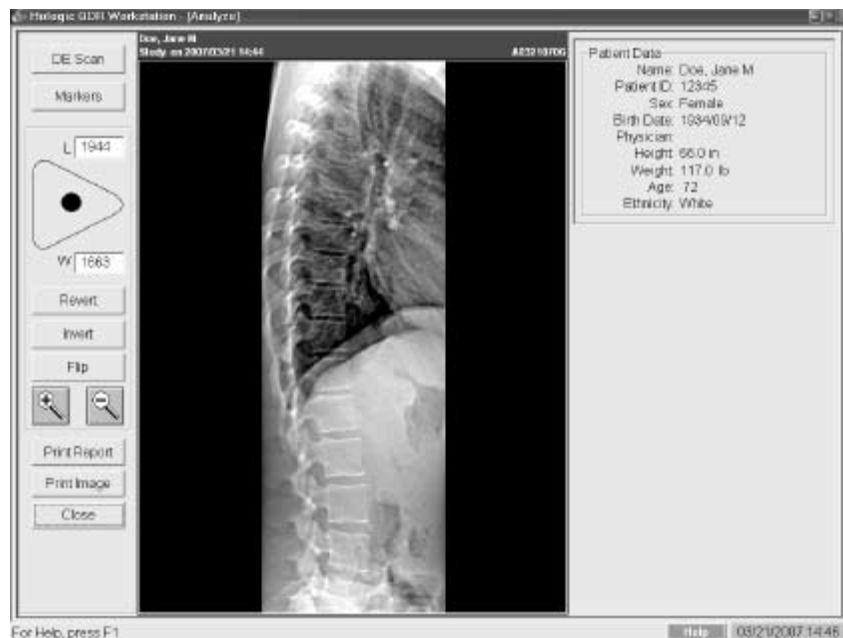 Hologic QDR Workstation - [Analyze]
DE Scan
Markers
L 1944
W 1663
Revert
Invert
Flip
Print Report
Print Image
Close
Doe, Jane M
Study on 2007/03/21 14:44
A0321070G
Patient Data
Name: Doe, Jane M
Patient ID: 12345
Sex: Female
Birth Date: 1934/09/12
Physician:
Height: 66.0 in
Weight: 117.0 lb
Age: 72
Ethnicity: White
For Help, press F1
Help
03/21/2007 14:46